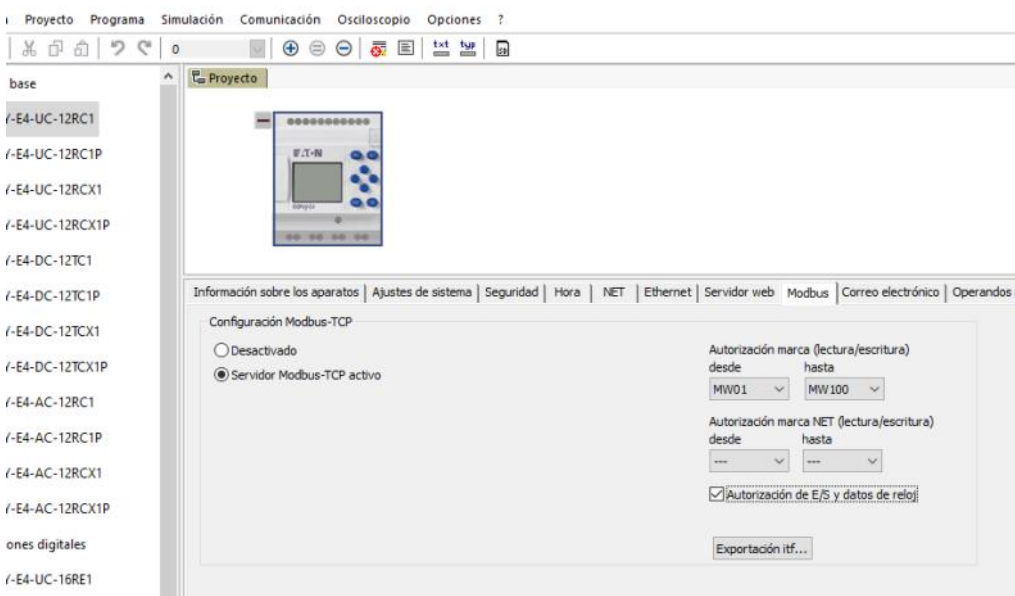 Proyecto Programa Simulación Comunicación Osciloscopio Opciones ?
0 txt typ
Proyecto
base
Y-E4-UC-12RC1
Y-E4-UC-12RC1P
Y-E4-UC-12RCX1
Y-E4-UC-12RCX1P
Y-E4-DC-12TC1
Y-E4-DC-12TC1P
Y-E4-DC-12TCX1
Y-E4-DC-12TCX1P
Y-E4-AC-12RC1
Y-E4-AC-12RC1P
Y-E4-AC-12RCX1
Y-E4-AC-12RCX1P
ones digitales
Y-E4-UC-16RE1
E.T.N
Información sobre los aparatos Ajustes de sistema Seguridad Hora NET Ethernet Servidor web Modbus Correo electrónico Operandos
Configuración Modbus-TCP
Desactivado
Servidor Modbus-TCP activo
Autorización marca (lectura/escritura)
desde hasta
MW01 MW100
Autorización marca NET (lectura/escritura)
desde hasta
--- ---
Autorización de E/S y datos de reloj
Exportación itf...